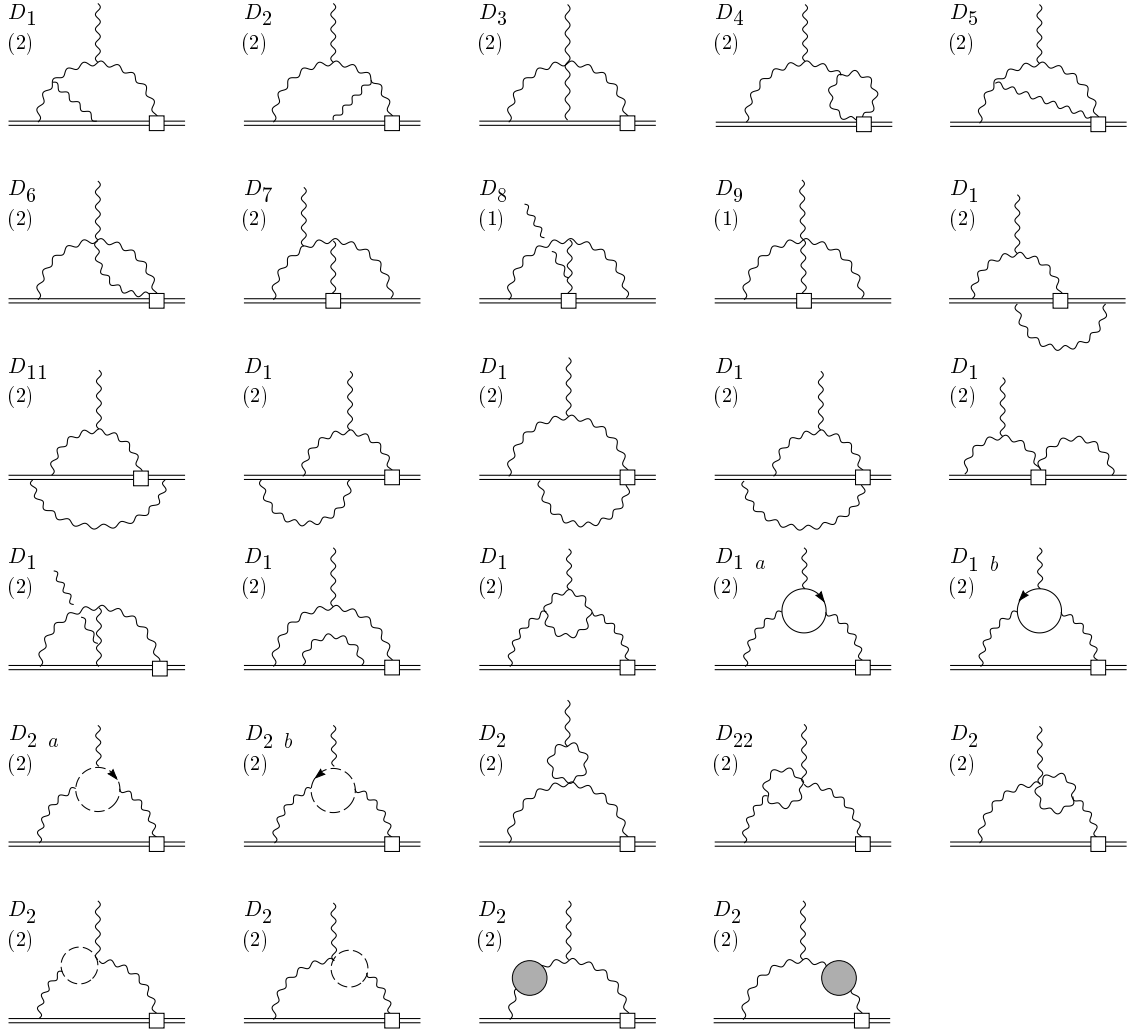 D1 D2 D3 D4 D5
(2) (2) (2) (2) (2)
D6 D7 D8 D9 D1
(2) (2) (1) (1) (2)
D11 D1 D1 D1 D1
(2) (2) (2) (2) (2)
D1 D1 D1 D1 a D1 b
(2) (2) (2) (2) (2)
D2 a D2 b D2 D22 D2
(2) (2) (2) (2) (2)
D2 D2 D2 D2
(2) (2) (2) (2)